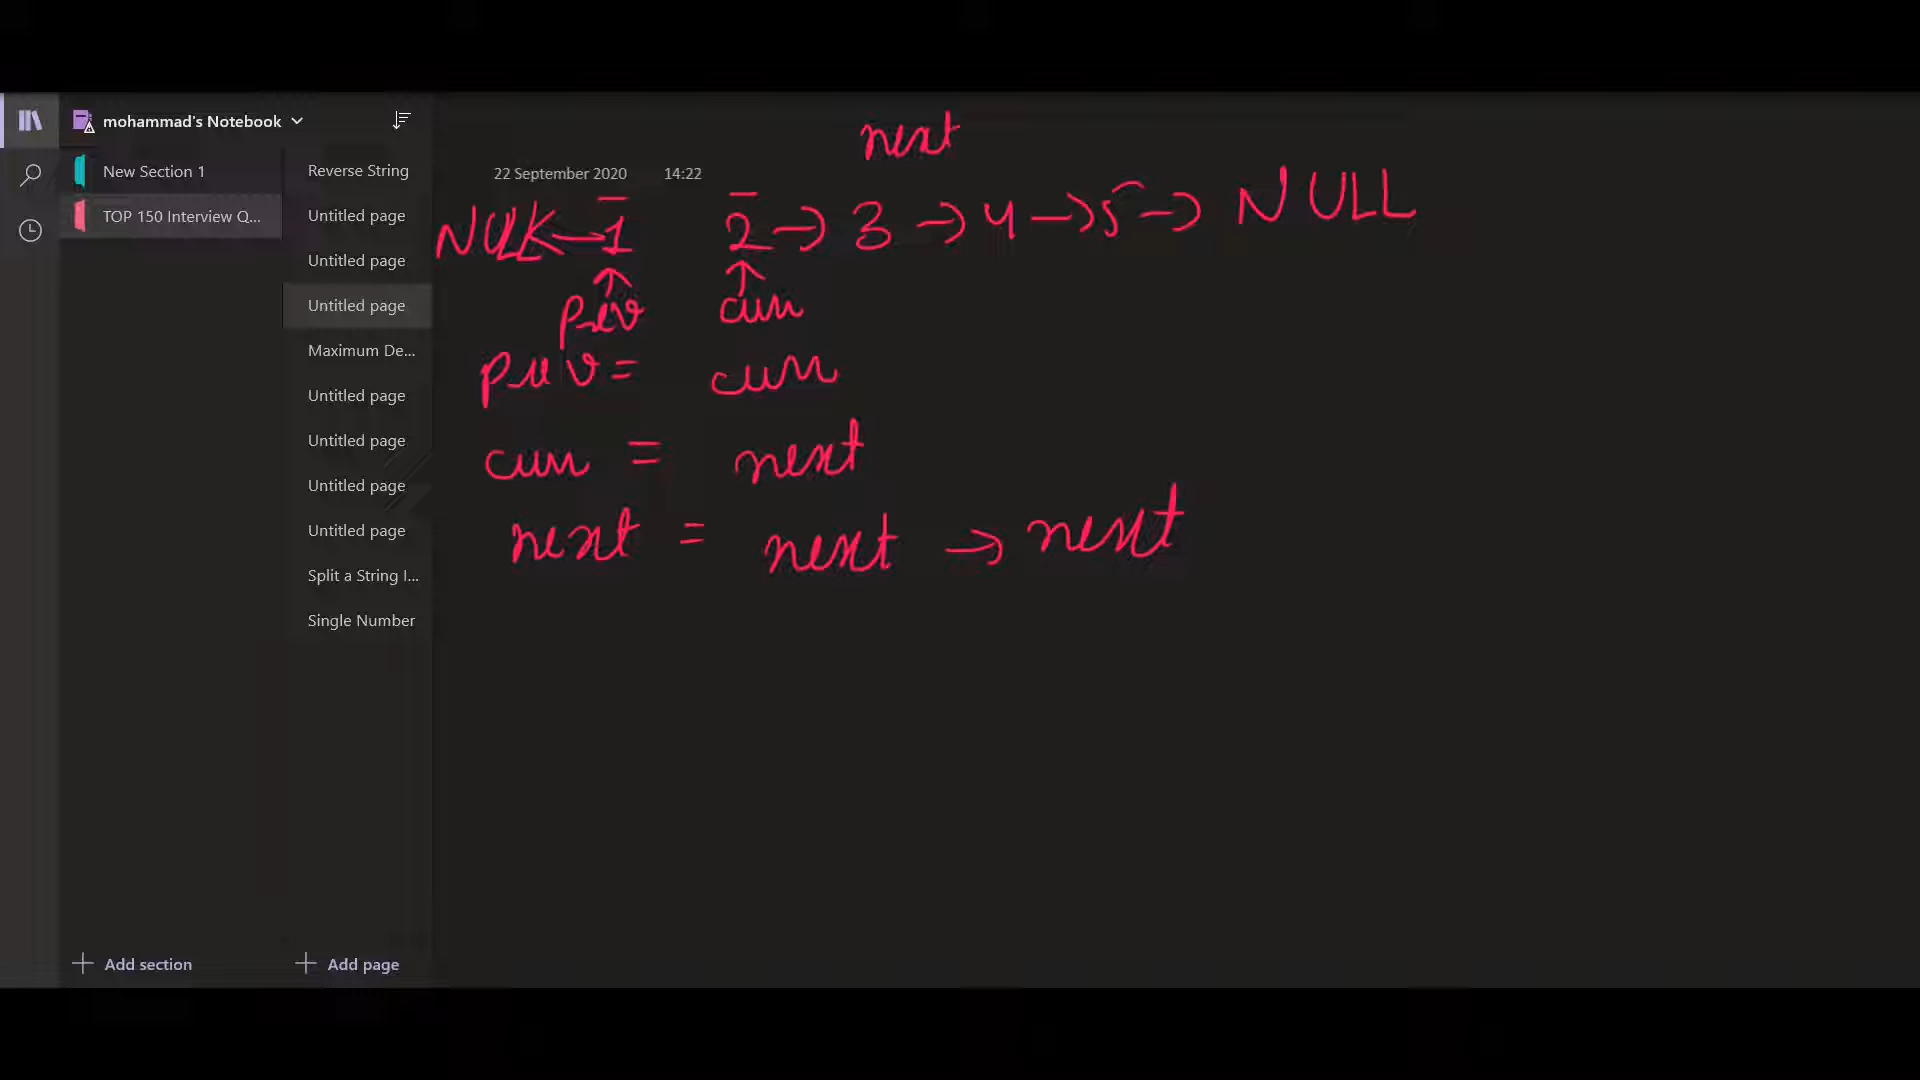 mohammad's Notebook
New Section 1
TOP 150 Interview Q...
Add section
Reverse String
Untitled page
Untitled page
Untitled page
Maximum De...
Untitled page
Untitled page
Untitled page
Untitled page
Split a String I...
Single Number
Add page
next
22 September 2020 14:22
NULL ← 1 2 → 3 → 4 → 5 → NULL
prev curr
prev = curr
curr = next
next = next → next